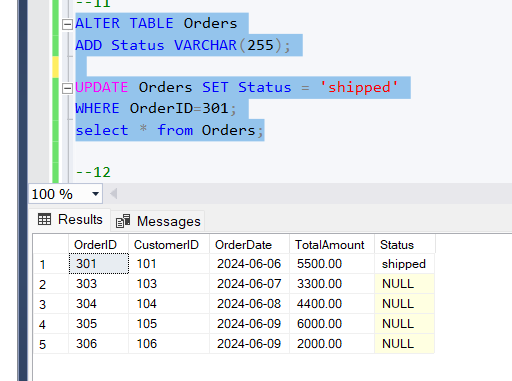 --11
ALTER TABLE Orders
ADD Status VARCHAR(255);
UPDATE Orders SET Status = 'shipped'
WHERE OrderID=301;
select * from Orders;
--12
100 %
Results Messages
OrderID CustomerID OrderDate TotalAmount Status
1 301 101 2024-06-06 5500.00 shipped
2 303 103 2024-06-07 3300.00 NULL
3 304 104 2024-06-08 4400.00 NULL
4 305 105 2024-06-09 6000.00 NULL
5 306 106 2024-06-09 2000.00 NULL